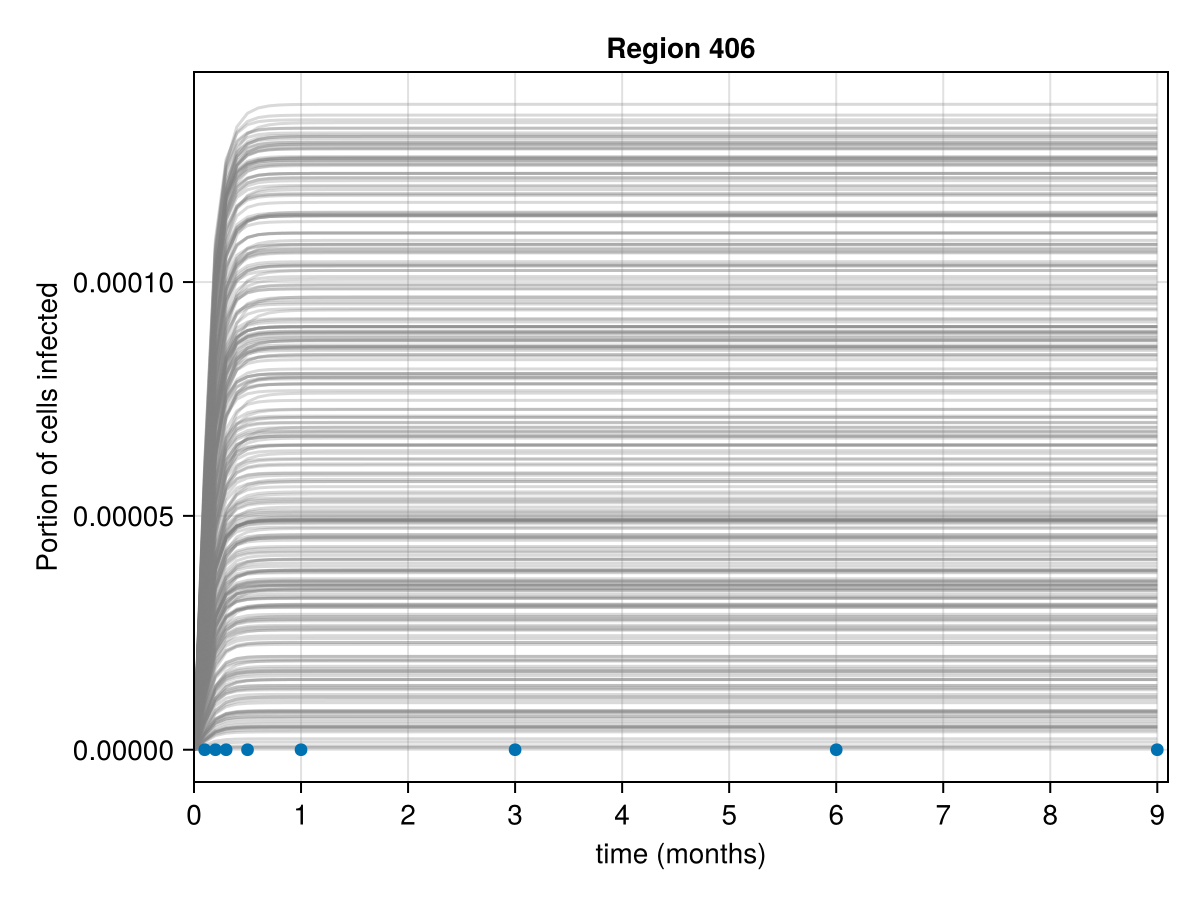 Region 406
Portion of cells infected
0.00010
0.00005
0.00000
0 1 2 3 4 5 6 7 8 9
time (months)